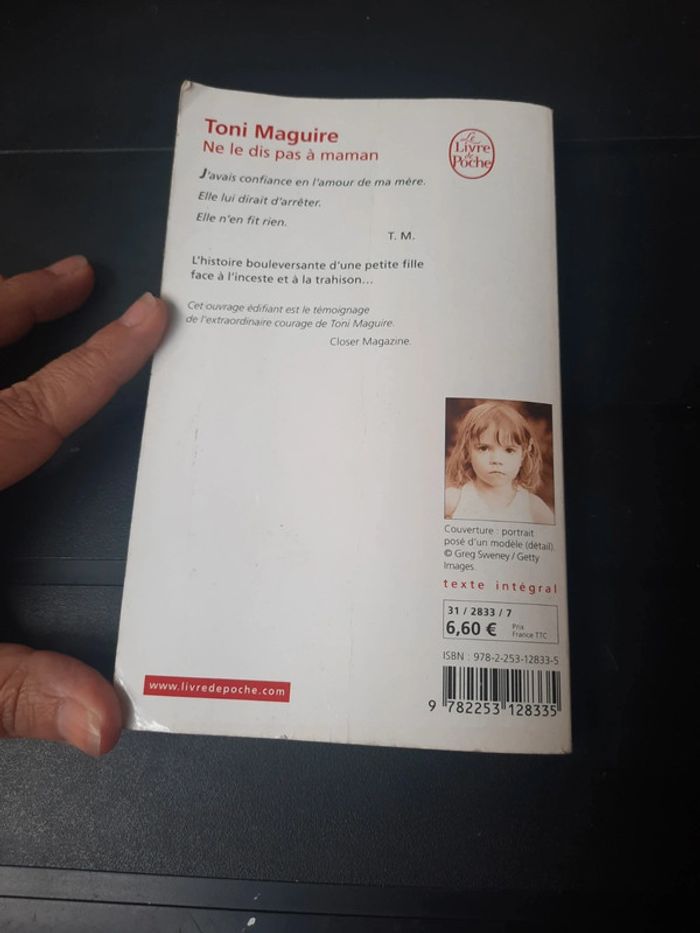 Toni Maguire
Ne le dis pas à maman
Le
Livre
de
Poche
J'avais confiance en l'amour de ma mère.
Elle lui dirait d'arrêter.
Elle n'en fit rien.
T. M.
L'histoire bouleversante d'une petite fille
face à l'inceste et à la trahison...
Cet ouvrage édifiant est le témoignage
de l'extraordinaire courage de Toni Maguire.
Closer Magazine.
Couverture : portrait
posé d'un modèle (détail).
© Greg Sweney / Getty
Images.
texte intégral
31 / 2833 / 7
6,60 €
Prix
France TTC
ISBN : 978-2-253-12833-5
9 782253 128335
www.livredepoche.com